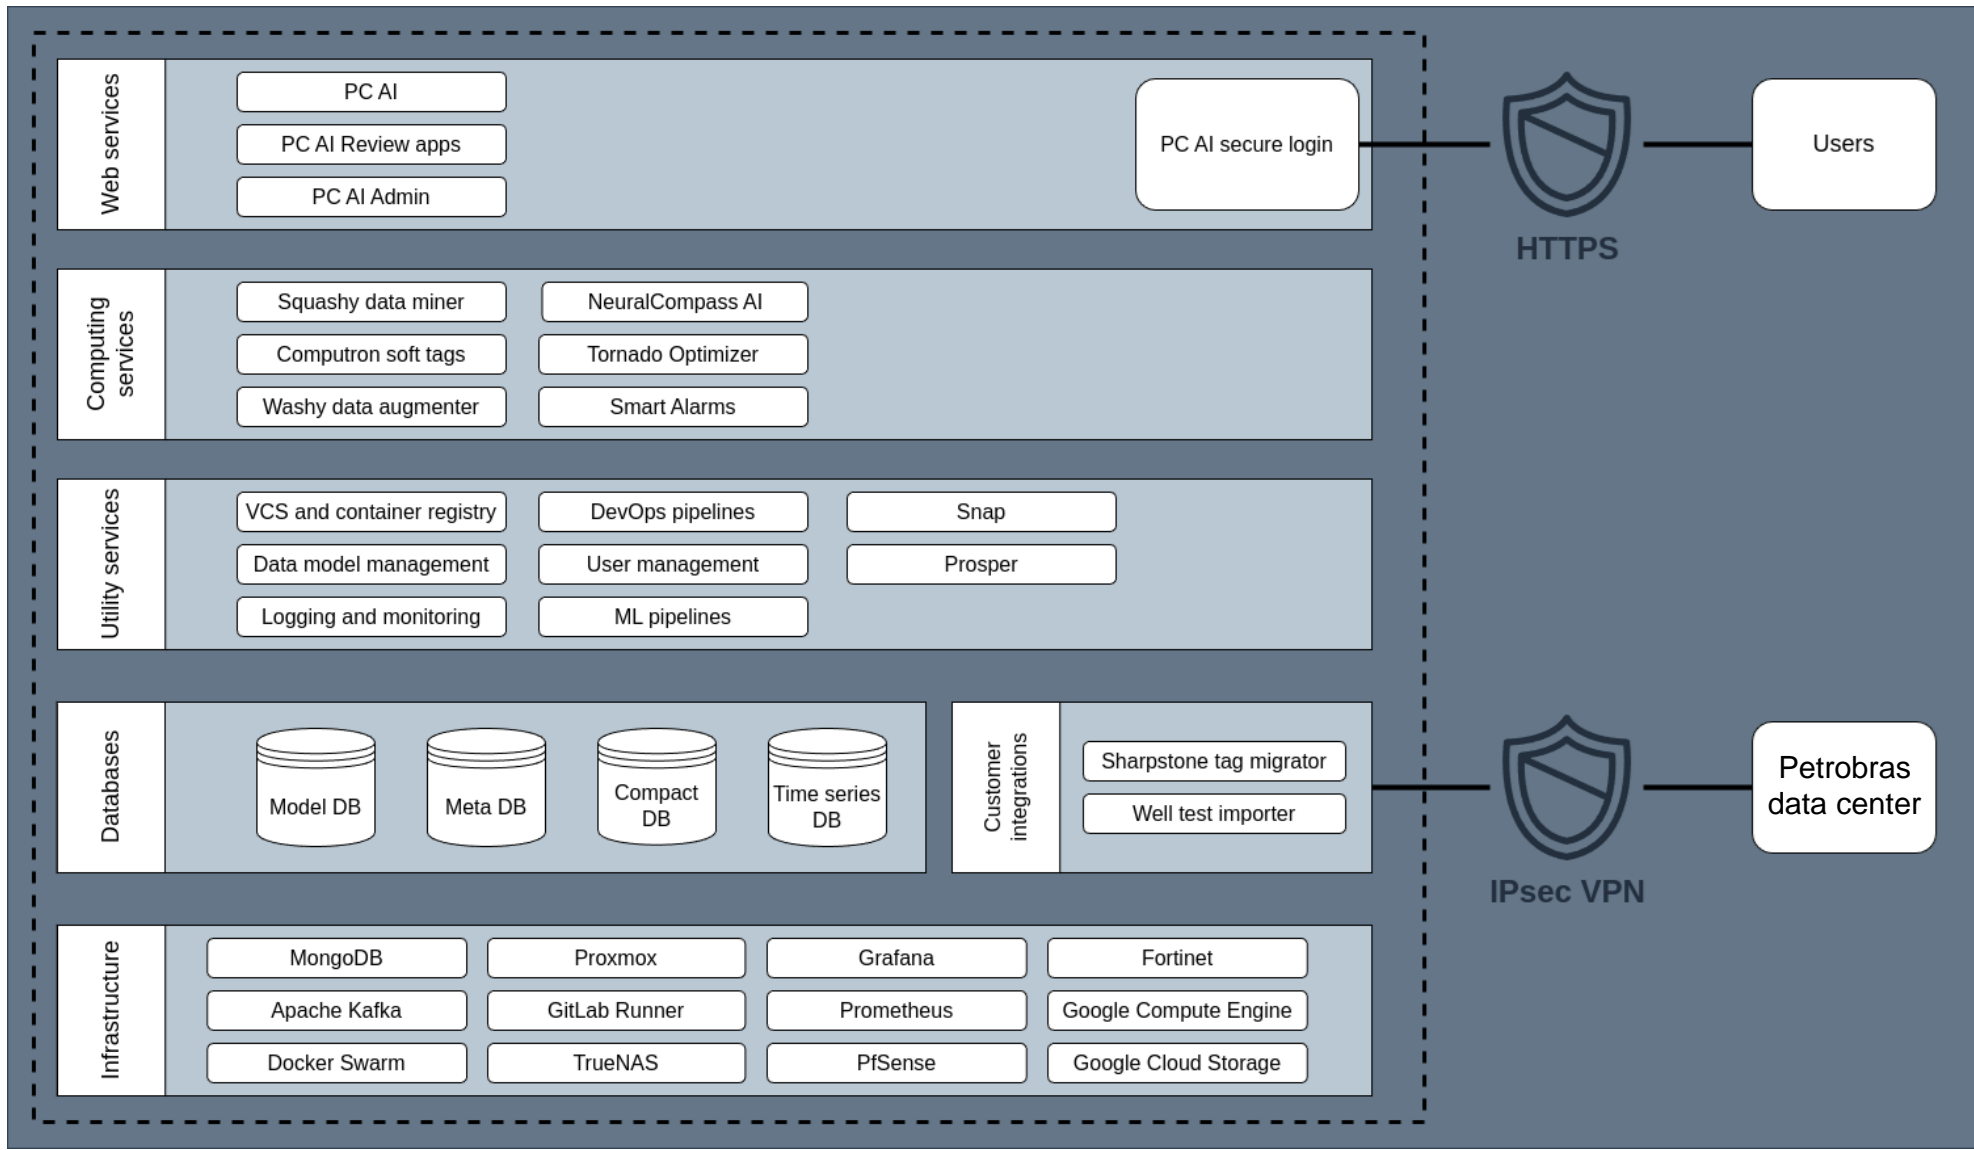 Web services
PC AI
PC AI Review apps
PC AI Admin
PC AI secure login
HTTPS
Users
Computing
services
Squashy data miner
NeuralCompass AI
Computron soft tags
Tornado Optimizer
Washy data augmenter
Smart Alarms
Utility services
VCS and container registry
DevOps pipelines
Snap
Data model management
User management
Prosper
Logging and monitoring
ML pipelines
Databases
Model DB
Meta DB
Compact
DB
Time series
DB
Customer
integrations
Sharpstone tag migrator
Well test importer
IPsec VPN
Petrobras
data center
Infrastructure
MongoDB
Proxmox
Grafana
Fortinet
Apache Kafka
GitLab Runner
Prometheus
Google Compute Engine
Docker Swarm
TrueNAS
PfSense
Google Cloud Storage